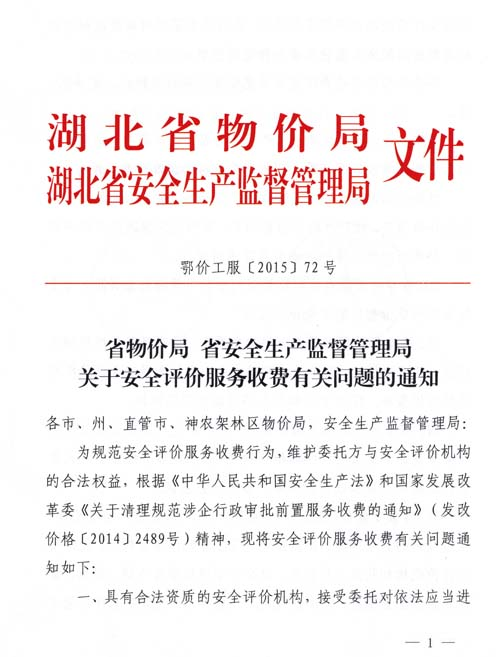 湖北省物价局
湖北省安全生产监督管理局
文件
鄂价工服〔2015〕72号
省物价局 省安全生产监督管理局
关于安全评价服务收费有关问题的通知
各市、州、直管市、神农架林区物价局，安全生产监督管理局：
为规范安全评价服务收费行为，维护委托方与安全评价机构
的合法权益，根据《中华人民共和国安全生产法》和国家发展改
革委《关于清理规范涉企行政审批前置服务收费的通知》（发改
价格〔2014〕2489号）精神，现将安全评价服务收费有关问题通
知如下：
一、具有合法资质的安全评价机构，接受委托对依法应当进
— 1 —